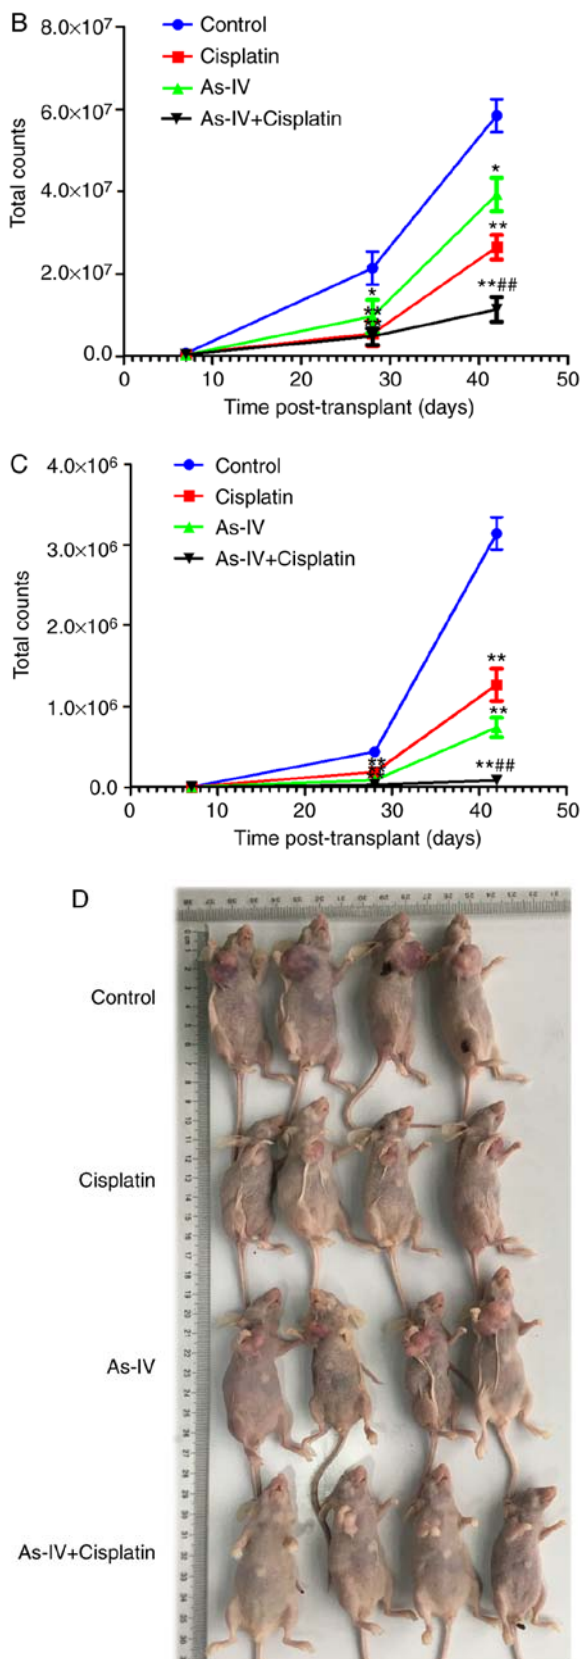 B
8.0×10⁷
6.0×10⁷
4.0×10⁷
2.0×10⁷
0.0
Total counts
Control
Cisplatin
As-IV
As-IV+Cisplatin
*
**
**
*
**
**##
0 10 20 30 40 50
Time post-transplant (days)
C
4.0×10⁶
3.0×10⁶
2.0×10⁶
1.0×10⁶
0.0
Total counts
Control
Cisplatin
As-IV
As-IV+Cisplatin
**
**
**
**
**##
0 10 20 30 40 50
Time post-transplant (days)
D
Control
Cisplatin
As-IV
As-IV+Cisplatin